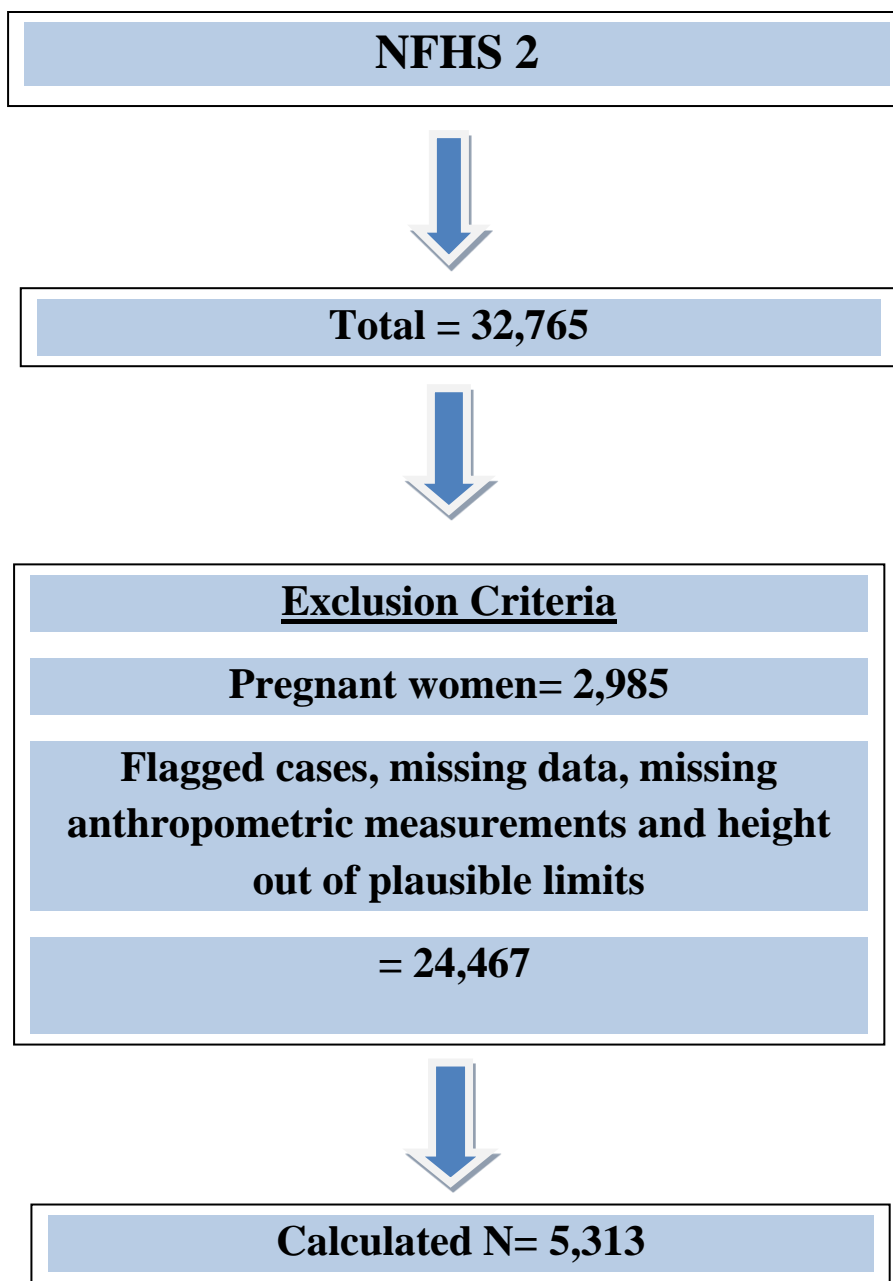 NFHS 2
Total = 32,765
Exclusion Criteria
Pregnant women= 2,985
Flagged cases, missing data, missing
anthropometric measurements and height
out of plausible limits
= 24,467
Calculated N= 5,313